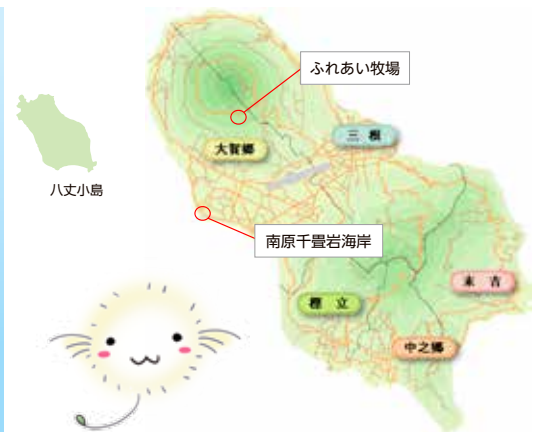 ふれあい牧場
三根
大賀郷
八丈小島
南原千畳岩海岸
末吉
樫立
中之郷